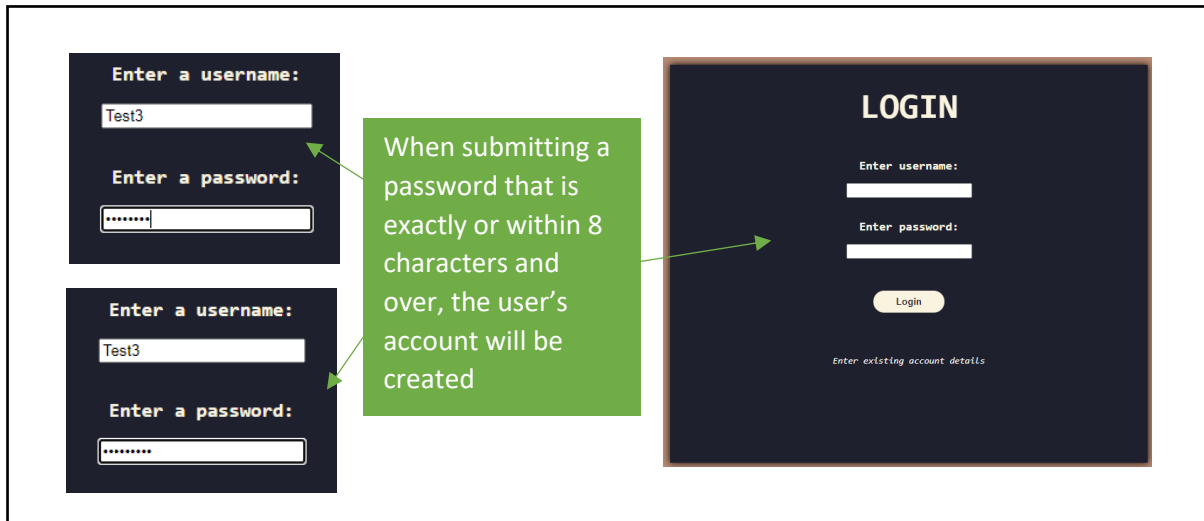 Enter a username:
Test3
Enter a password:
••••••••
Enter a username:
Test3
Enter a password:
•••••••••
When submitting a
password that is
exactly or within 8
characters and
over, the user's
account will be
created
LOGIN
Enter username:
Enter password:
Login
Enter existing account details